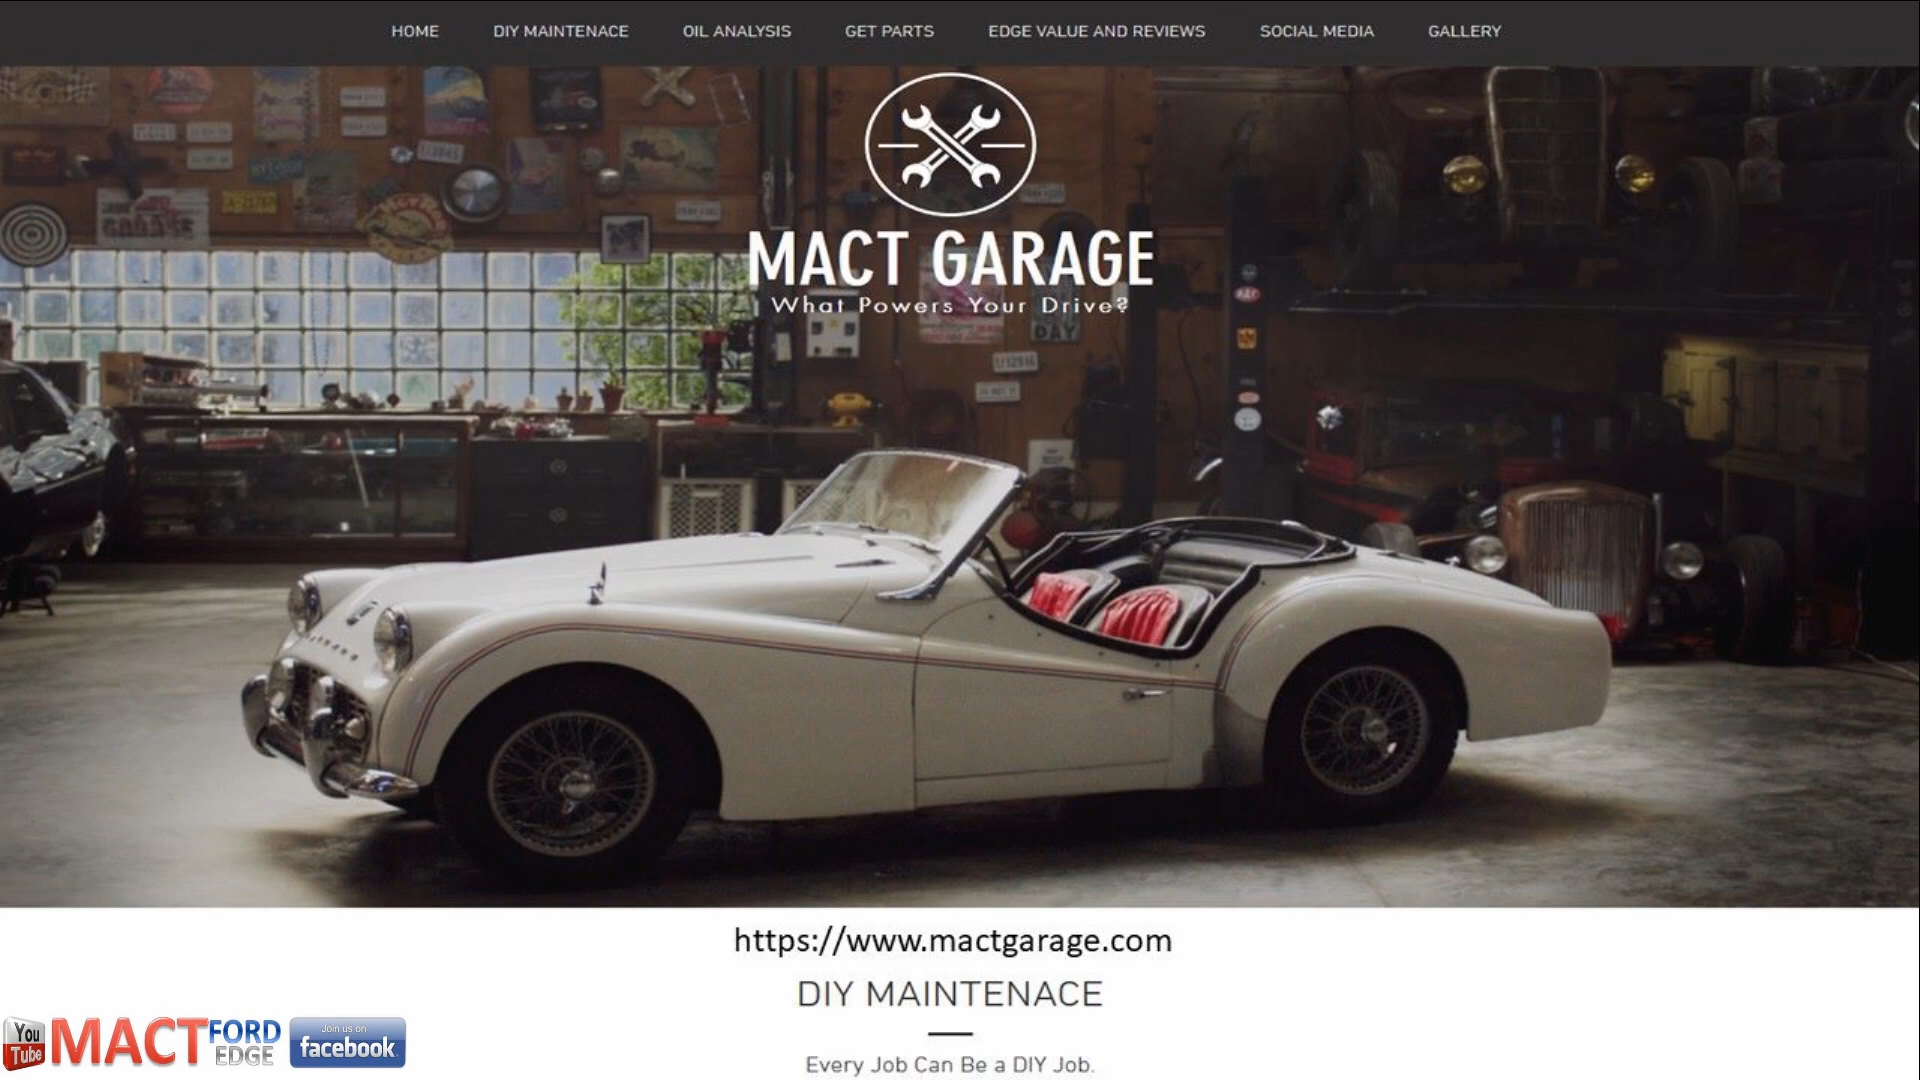 HOME DIY MAINTENACE OIL ANALYSIS GET PARTS EDGE VALUE AND REVIEWS SOCIAL MEDIA GALLERY
MACT GARAGE
What Powers Your Drive?
GARAGE
DAY
https://www.mactgarage.com
DIY MAINTENACE
Every Job Can Be a DIY Job.
You
Tube
MACT
FORD
EDGE
Join us on
facebook